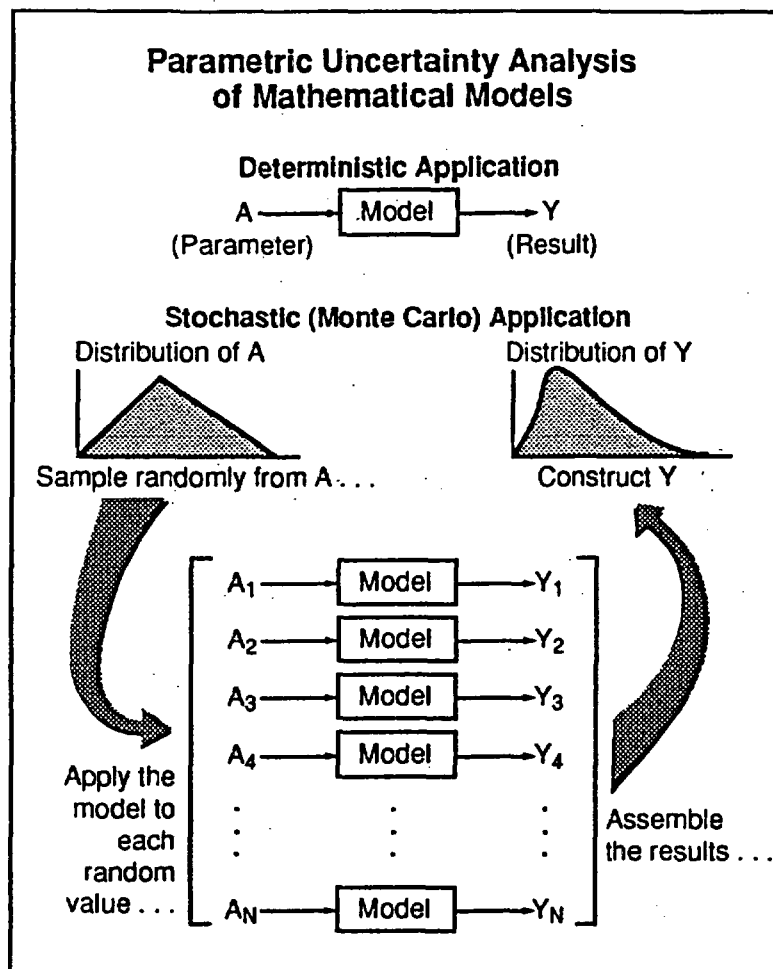 Parametric Uncertainty Analysis
of Mathematical Models
Deterministic Application
A
Model
Y
(Parameter)
(Result)
Stochastic (Monte Carlo) Application
Distribution of A
Distribution of Y
Sample randomly from A . . .
Construct Y
A₁ Model Y₁
A₂ Model Y₂
A₃ Model Y₃
A₄ Model Y₄
Apply the
model to
each
random
value . . .
. . .
. . .
. . .
Assemble
the results . . .
A_N Model Y_N